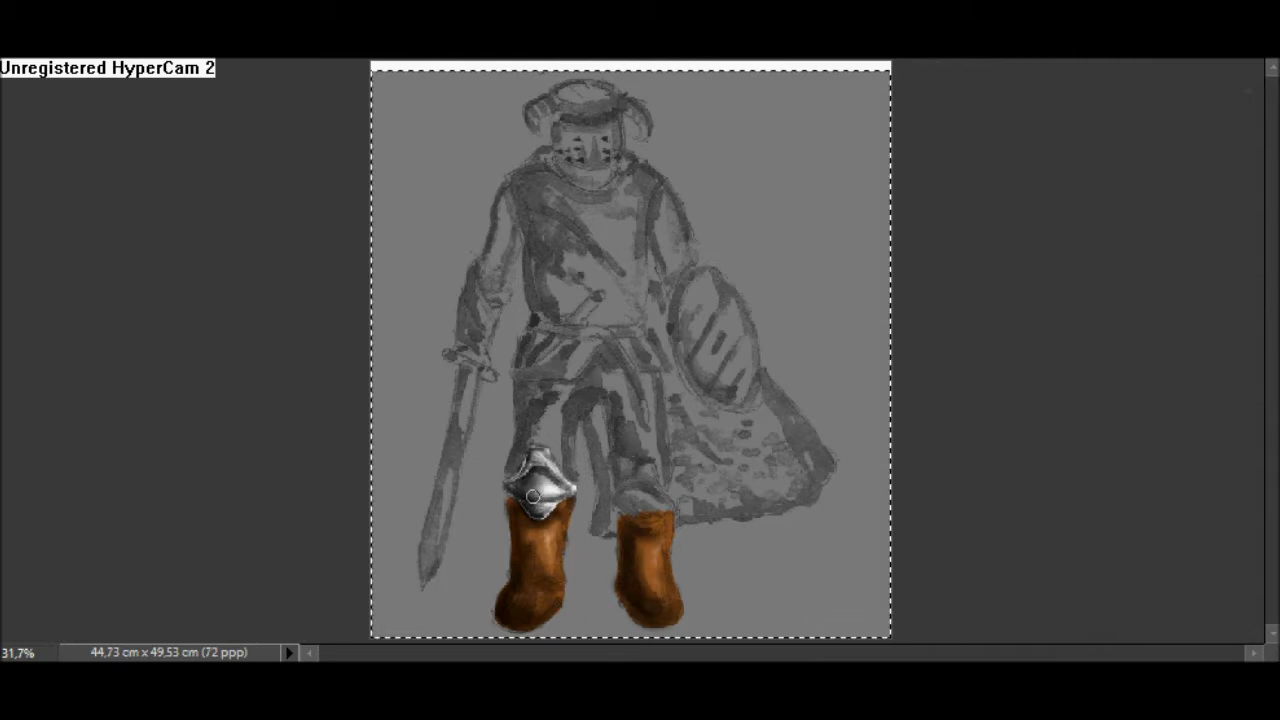 Unregistered HyperCam 2
31,7%
44,73 cm x 49,53 cm (72 ppp)